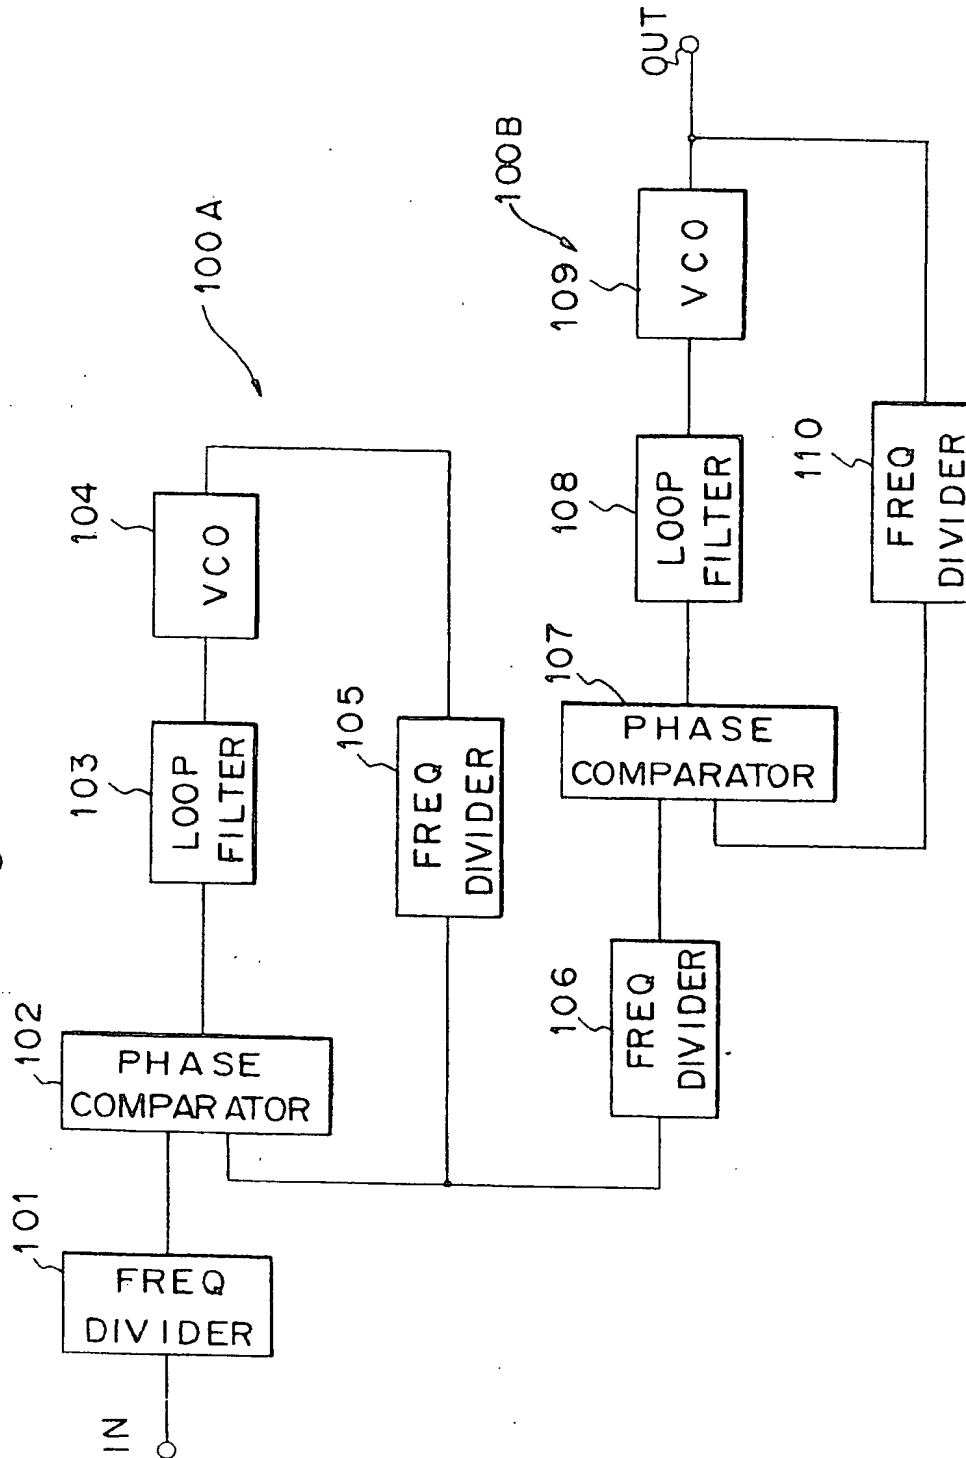 IN
101
FREQ
DIVIDER
102
PHASE
COMPARATOR
103
LOOP
FILTER
104
VCO
100A
105
FREQ
DIVIDER
106
FREQ
DIVIDER
107
PHASE
COMPARATOR
108
LOOP
FILTER
109
VCO
100B
OUT
110
FREQ
DIVIDER